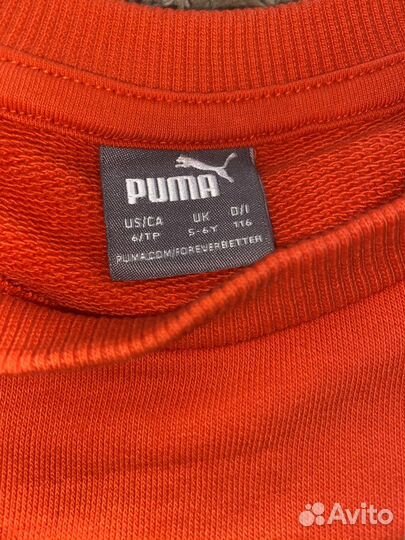 PUMA
US/CA UK D/I
6/TP 5-6Y 116
PUMA.COM/FOREVERBETTER
Avito